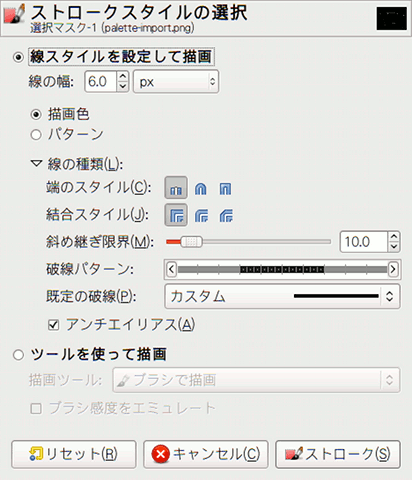 ストロークスタイルの選択
選択マスク-1 (palette-import.png)
線スタイルを設定して描画
線の幅: 6.0 px
描画色
パターン
線の種類(L):
端のスタイル(C):
結合スタイル(J):
斜め継ぎ限界(M): 10.0
破線パターン:
既定の破線(P): カスタム
アンチエイリアス(A)
ツールを使って描画
描画ツール: ブラシで描画
ブラシ感度をエミュレート
リセット(R) キャンセル(C) ストローク(S)